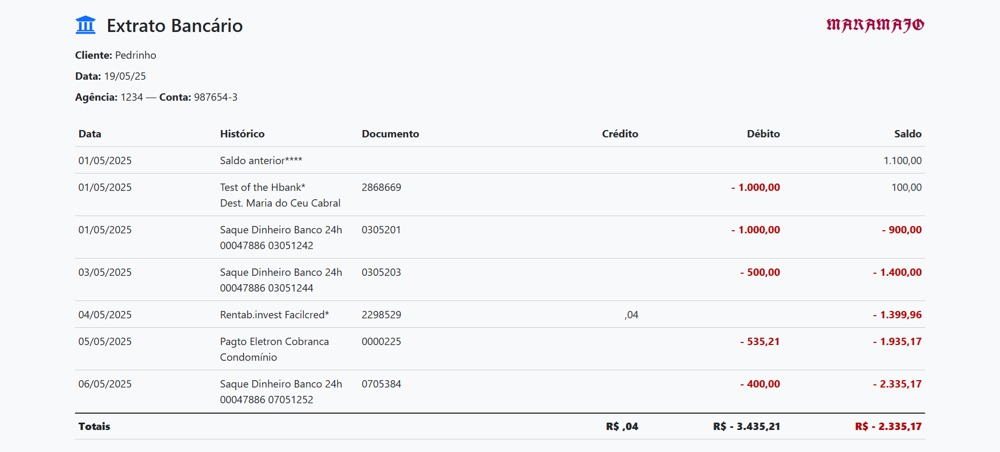 Extrato Bancário
MARAMAJO
Cliente: Pedrinho
Data: 19/05/25
Agência: 1234 — Conta: 987654-3
Data Histórico Documento Crédito Débito Saldo
01/05/2025 Saldo anterior**** 1.100,00
01/05/2025 Test of the Hbank* 2868669 - 1.000,00 100,00
Dest. Maria do Ceu Cabral
01/05/2025 Saque Dinheiro Banco 24h 0305201 - 1.000,00 - 900,00
00047886 03051242
03/05/2025 Saque Dinheiro Banco 24h 0305203 - 500,00 - 1.400,00
00047886 03051244
04/05/2025 Rentab.invest Facilcred* 2298529 ,04 - 1.399,96
05/05/2025 Pagto Eletron Cobranca 0000225 - 535,21 - 1.935,17
Condomínio
06/05/2025 Saque Dinheiro Banco 24h 0705384 - 400,00 - 2.335,17
00047886 07051252
Totais R$ ,04 R$ - 3.435,21 R$ - 2.335,17